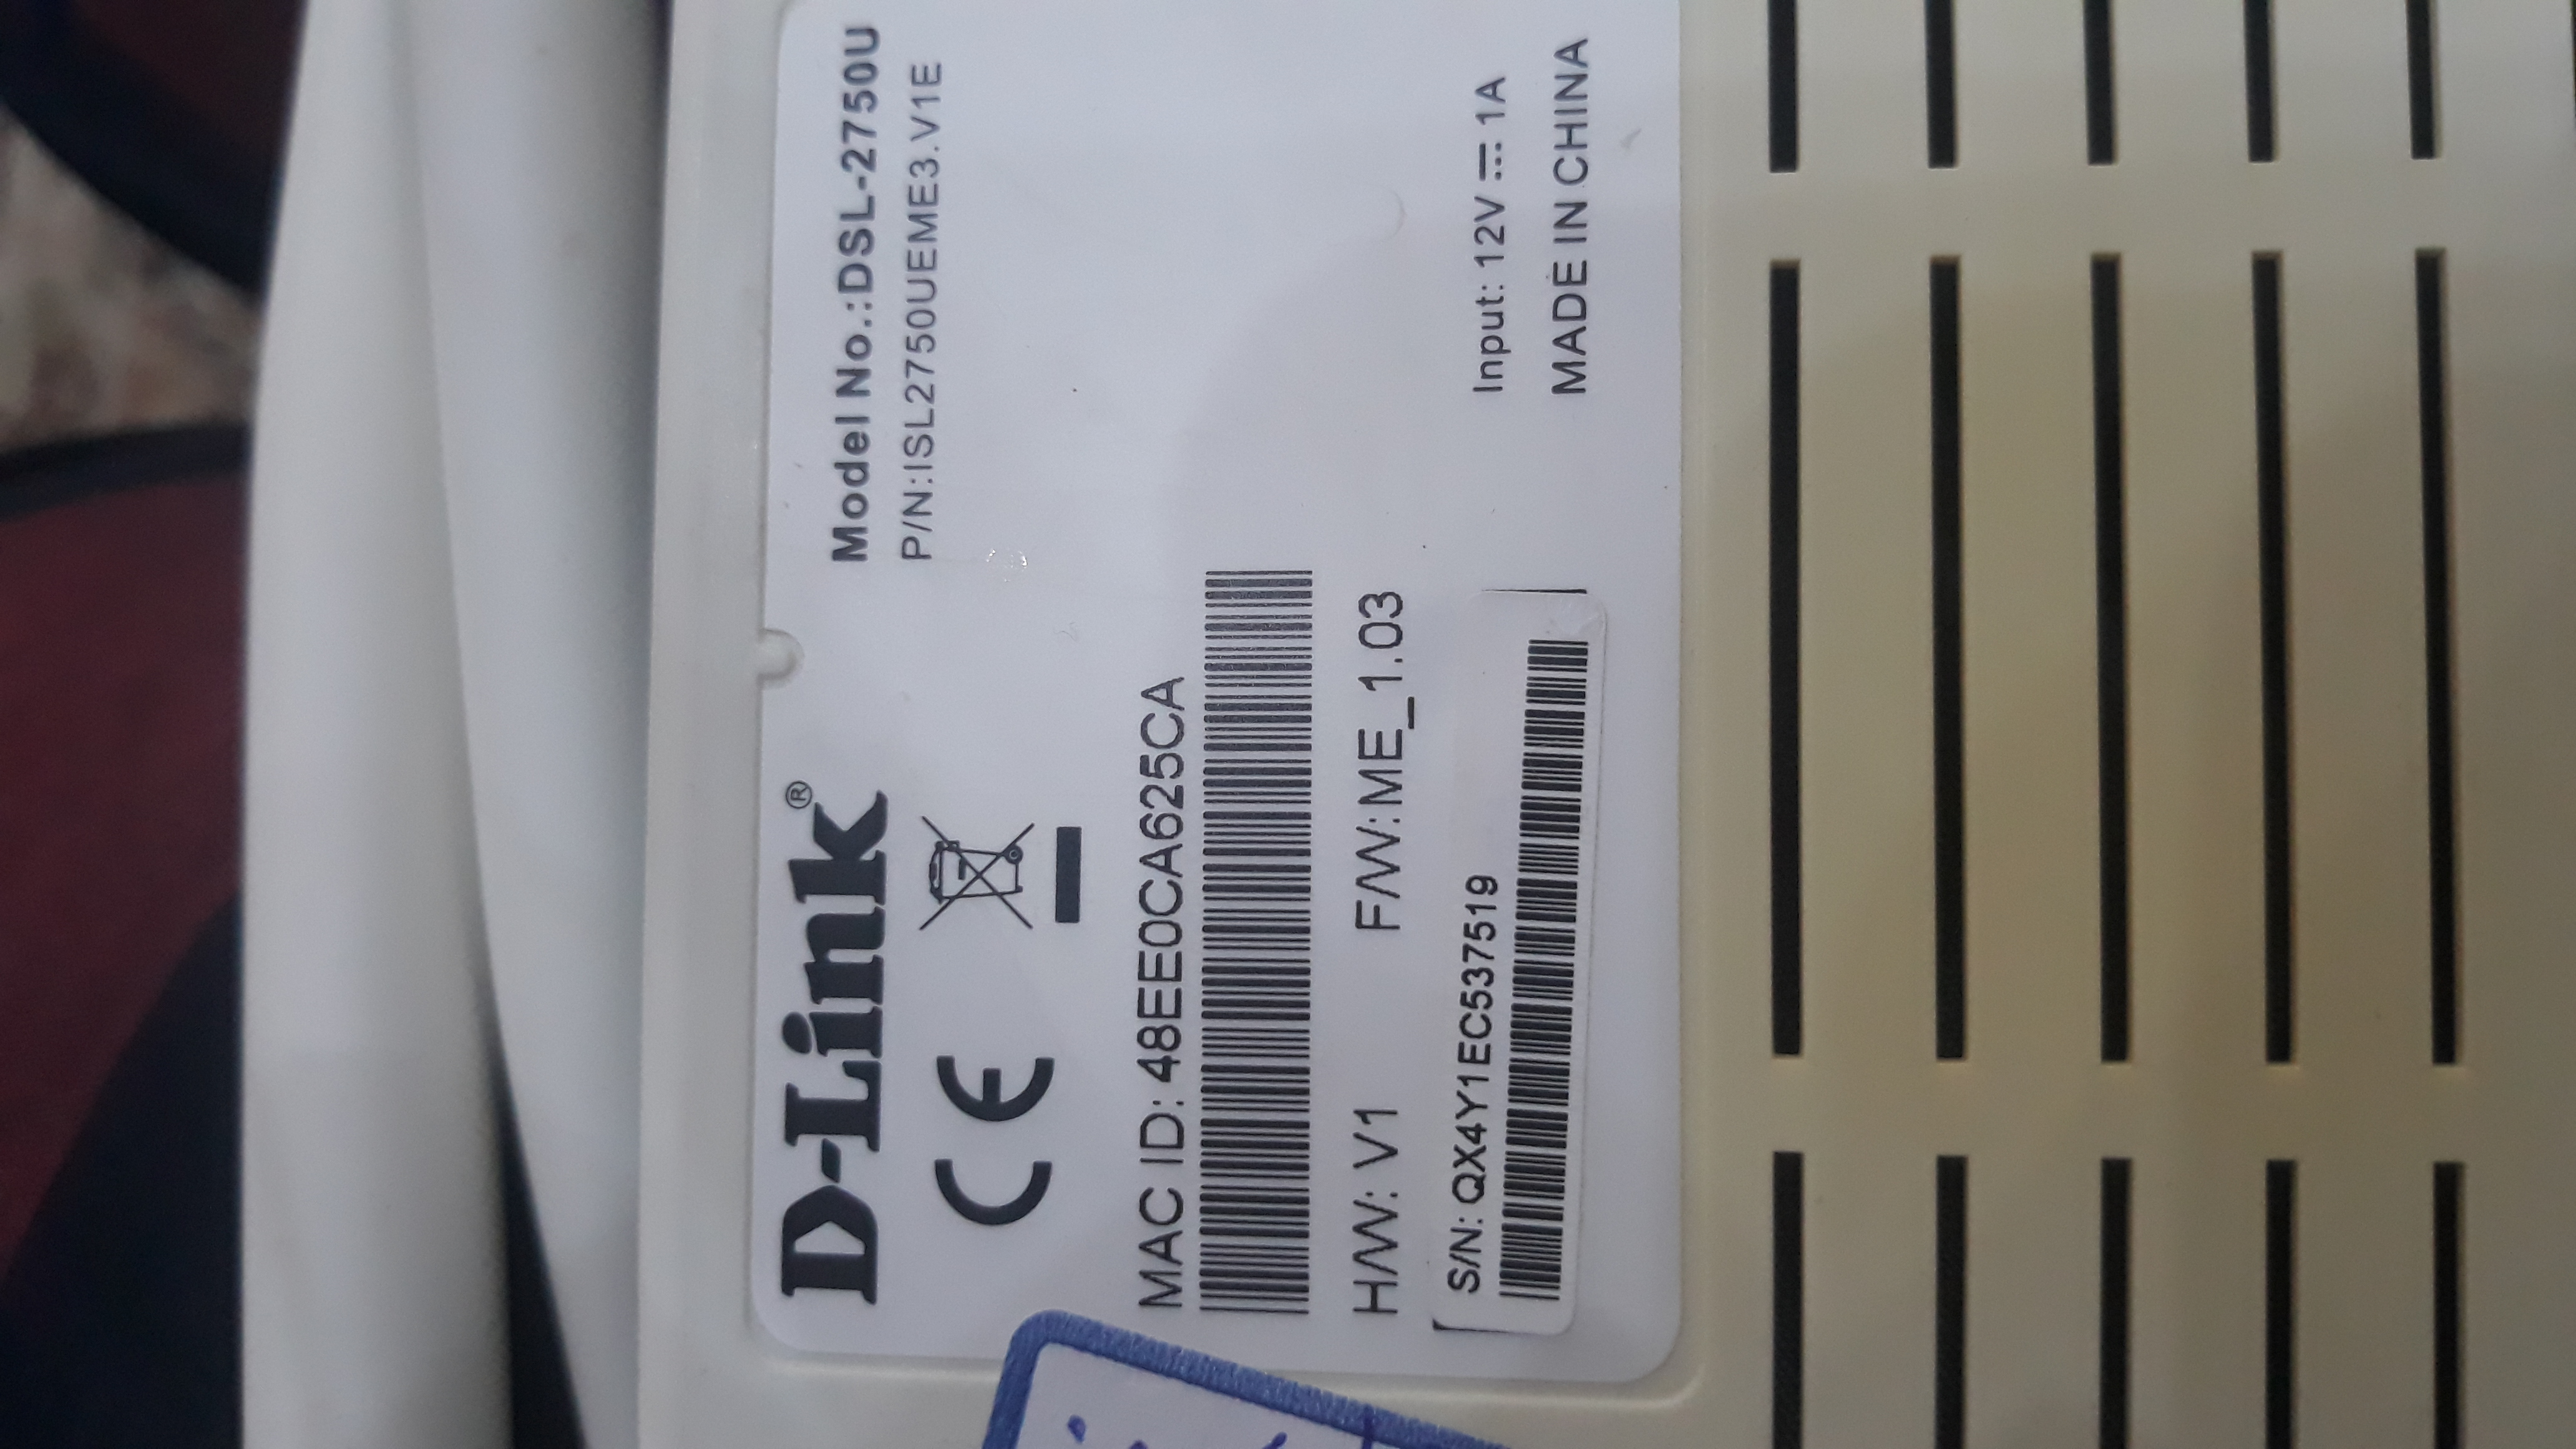 D-Link®
Model No.:DSL-2750U
P/N:ISL2750UEME3.V1E
CE
MAC ID: 48EE0CA625CA
H/W: V1 F/W:ME_1.03
S/N: QX4Y1EC537519
Input: 12V ⎓ 1A
MADE IN CHINA